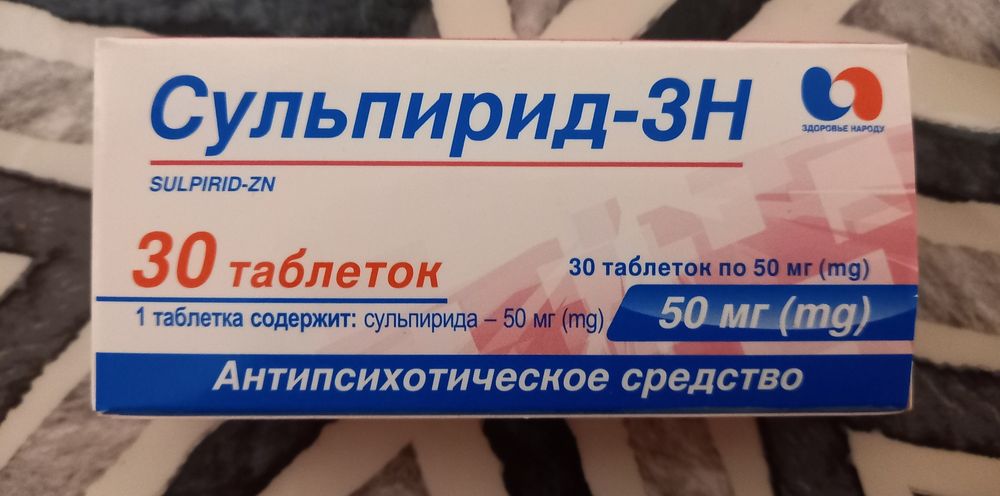 Сульпирид-ЗН
ЗДОРОВЬЕ НАРОДУ
SULPIRID-ZN
30 таблеток
30 таблеток по 50 мг (mg)
1 таблетка содержит: сульпирида – 50 мг (mg)
50 мг (mg)
Антипсихотическое средство